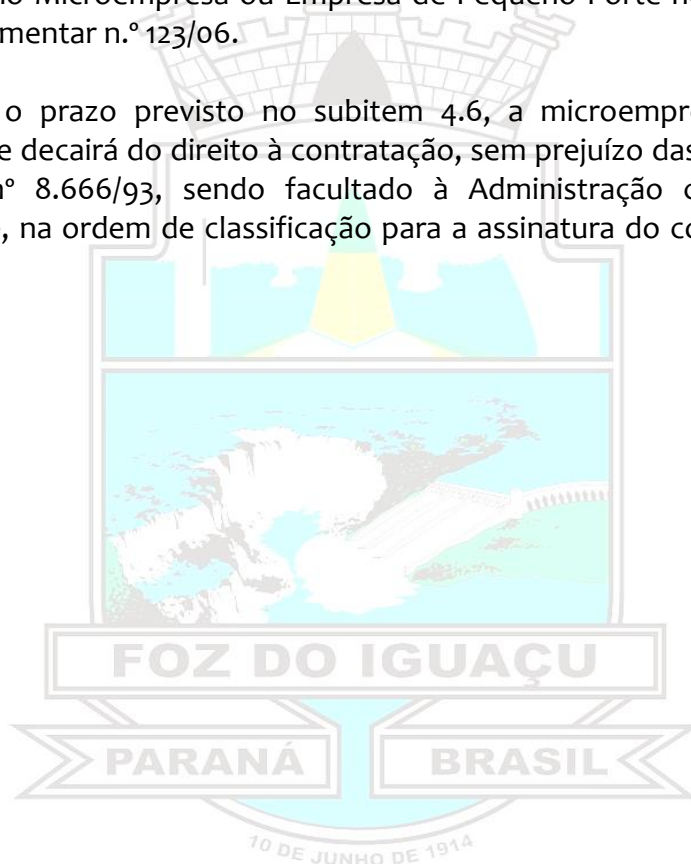 Microempresa ou Empresa de Pequeno Porte
mentar n.º 123/06.
o prazo previsto no subitem 4.6, a microempr
e decairá do direito à contratação, sem prejuízo das
nº 8.666/93, sendo facultado à Administração
, na ordem de classificação para a assinatura do
FOZ DO IGUAÇU
PARANÁ
BRASIL
10 DE JUNHO DE 1914